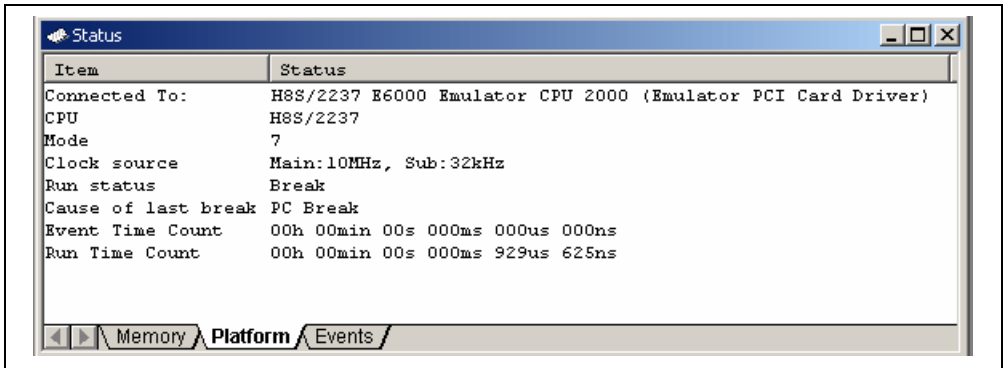 Status
Item Status
Connected To: H8S/2237 E6000 Emulator CPU 2000 (Emulator PCI Card Driver)
CPU H8S/2237
Mode 7
Clock source Main:10MHz, Sub:32kHz
Run status Break
Cause of last break PC Break
Event Time Count 00h 00min 00s 000ms 000us 000ns
Run Time Count 00h 00min 00s 000ms 929us 625ns
Memory Platform Events